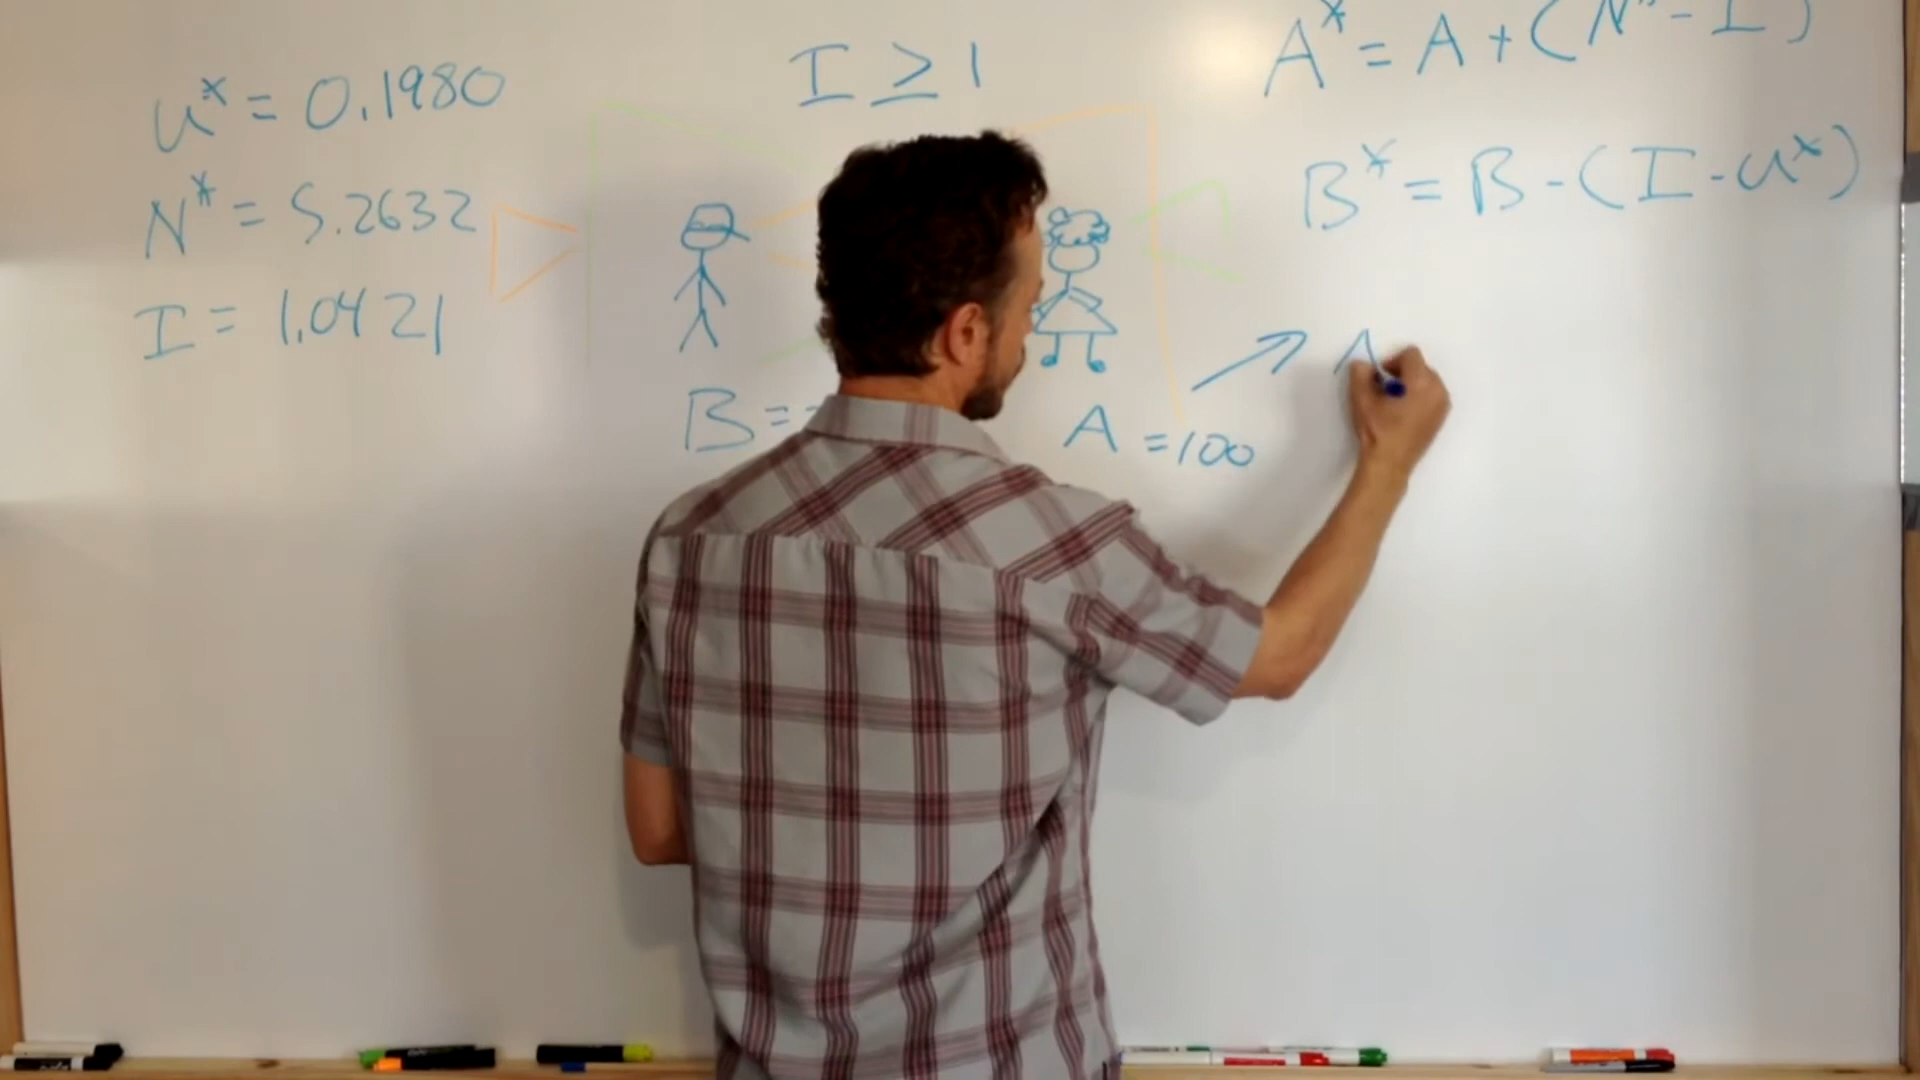 u* = 0.1980
N* = 5.2632
I = 1.0421
I ≥ 1
B =
A = 100
A* = A + (N* - I)
B* = B - (I - u*)
A